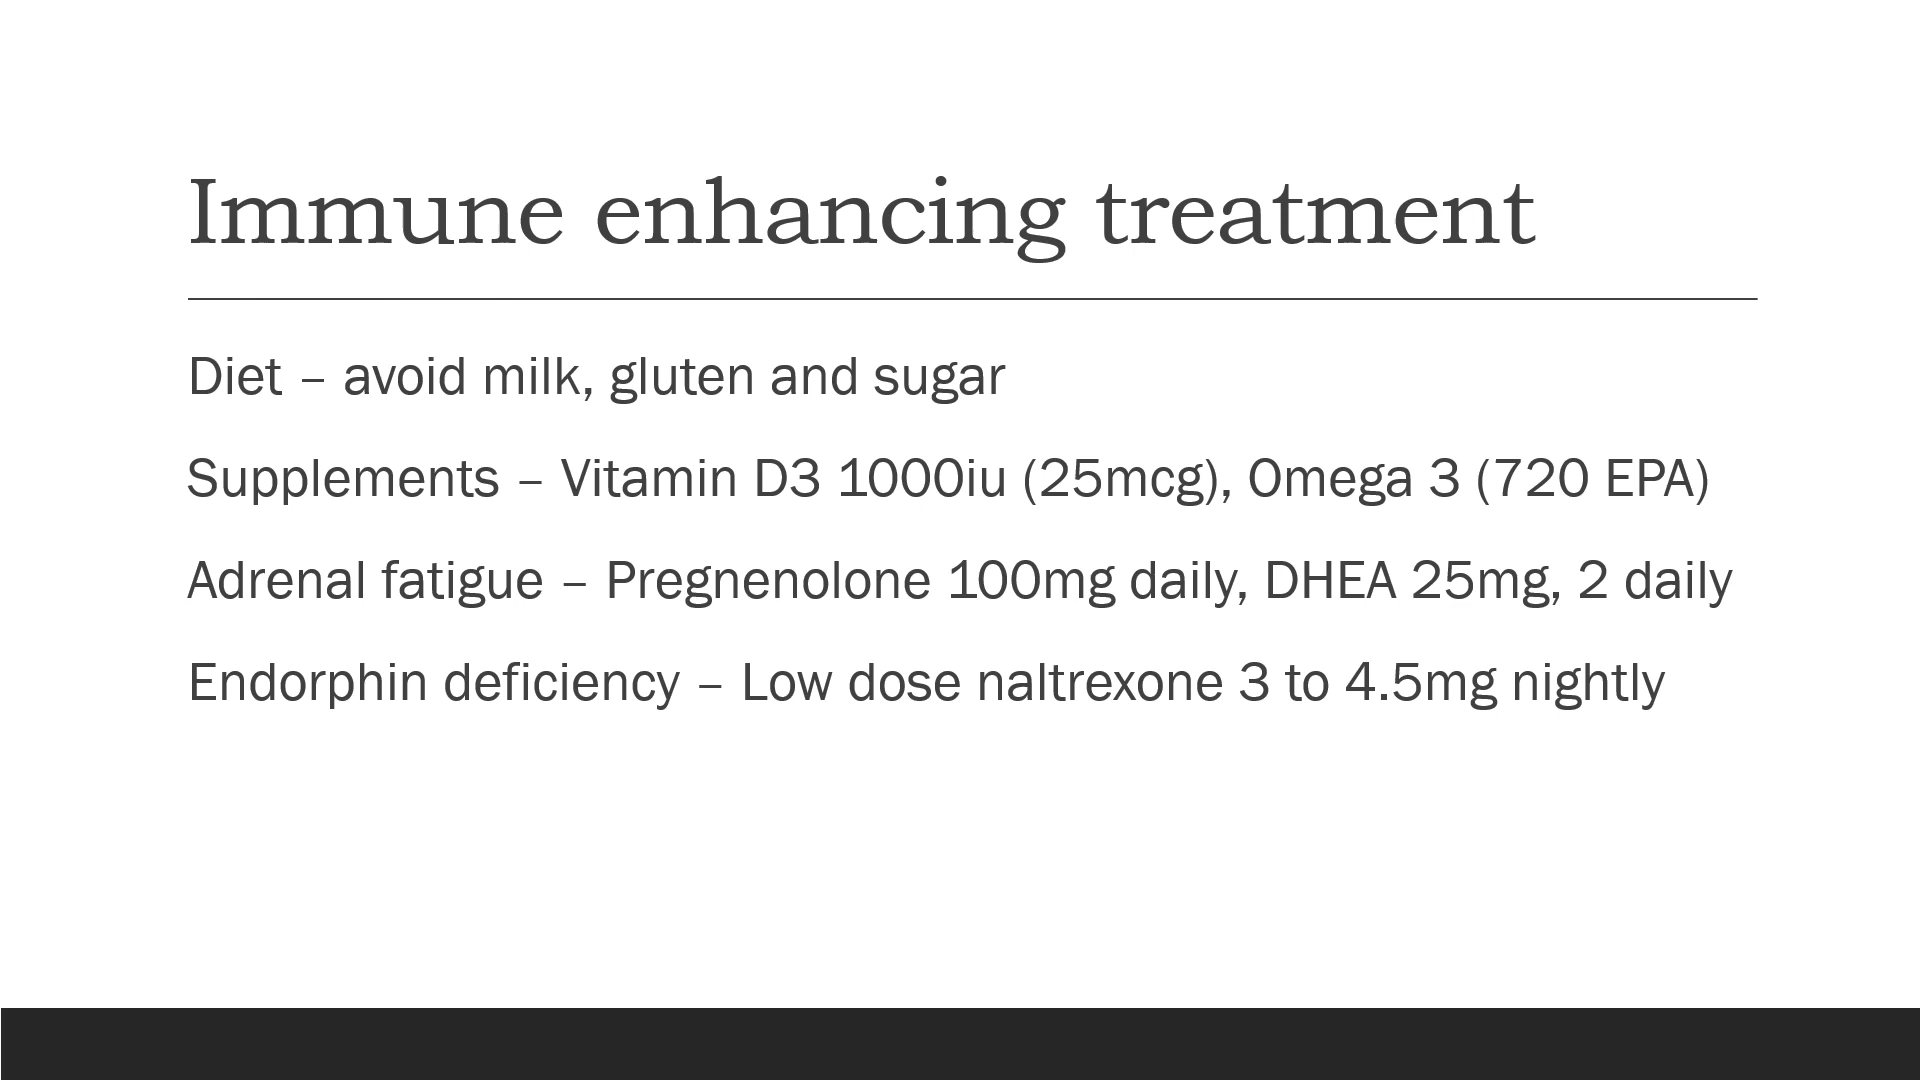 Immune enhancing treatment
Diet – avoid milk, gluten and sugar
Supplements – Vitamin D3 1000iu (25mcg), Omega 3 (720 EPA)
Adrenal fatigue – Pregnenolone 100mg daily, DHEA 25mg, 2 daily
Endorphin deficiency – Low dose naltrexone 3 to 4.5mg nightly